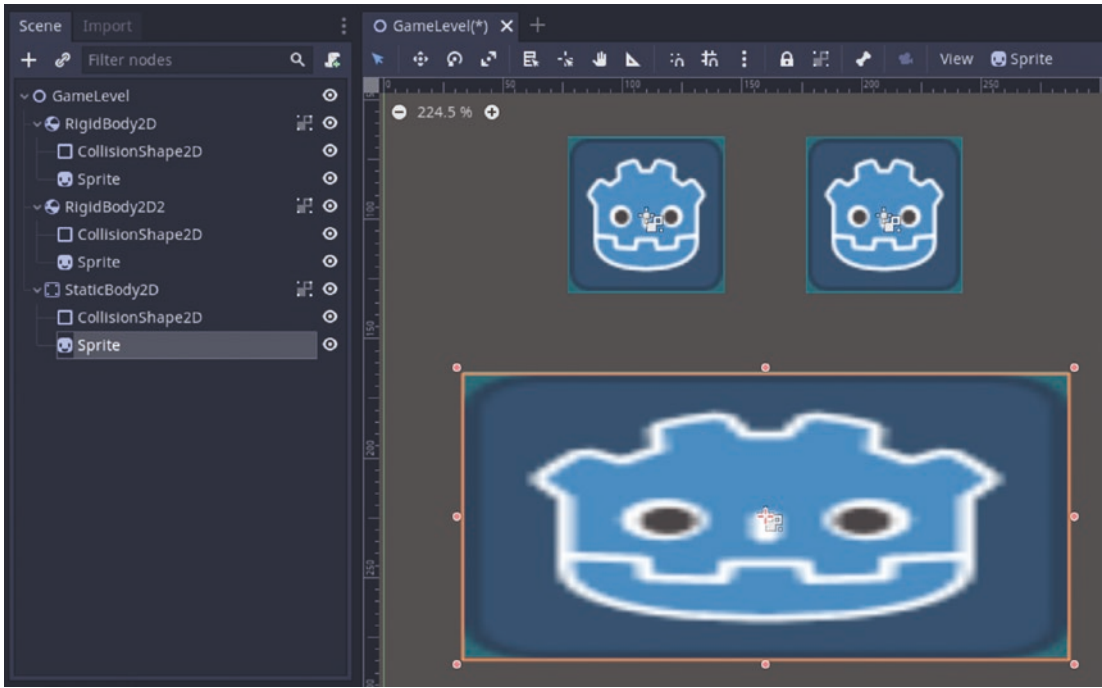 Scene Import
GameLevel(*)
Filter nodes
View Sprite
GameLevel
RigidBody2D
CollisionShape2D
Sprite
RigidBody2D2
CollisionShape2D
Sprite
StaticBody2D
CollisionShape2D
Sprite
0 50 100 150 200 250
224.5 %
100
150
200
250